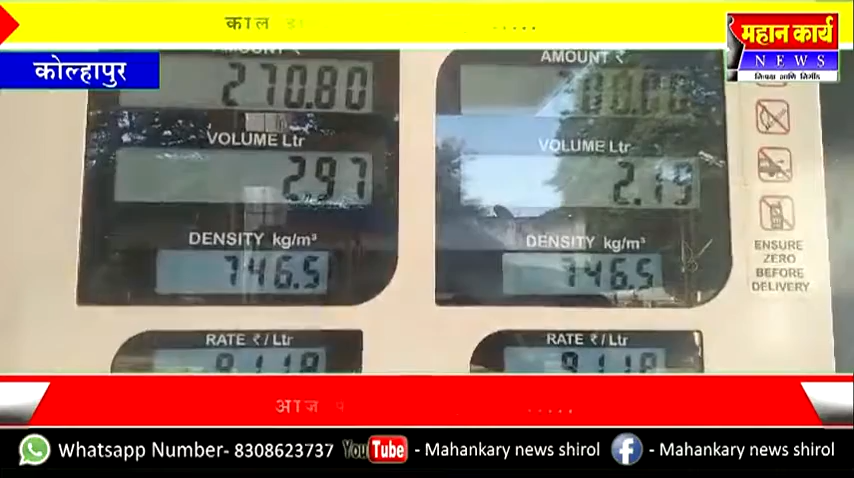 काल
महान कार्य
NEWS
निःपक्ष आणि निर्भीड
कोल्हापुर
AMOUNT ₹
270.80
VOLUME Ltr
2.97
DENSITY kg/m³
746.5
RATE ₹/Ltr
AMOUNT ₹
VOLUME Ltr
2.19
DENSITY kg/m³
746.5
RATE ₹/Ltr
ENSURE
ZERO
BEFORE
DELIVERY
आज
Whatsapp Number- 8308623737 YouTube - Mahankary news shirol f - Mahankary news shirol